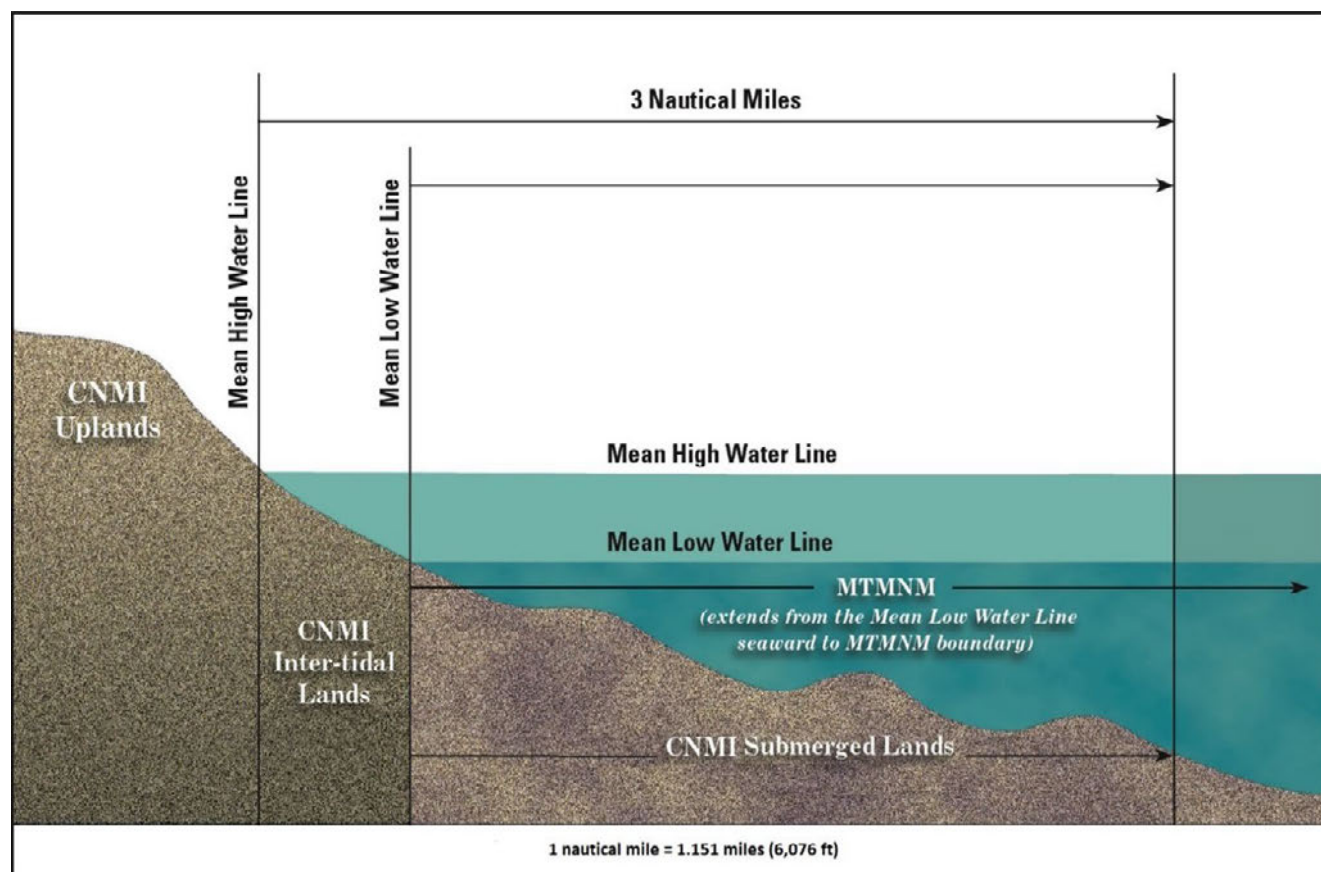 3 Nautical Miles
Mean High Water Line
Mean Low Water Line
CNMI
Uplands
Mean High Water Line
Mean Low Water Line
MTMNM
(extends from the Mean Low Water Line
seaward to MTMNM boundary)
CNMI
Inter-tidal
Lands
CNMI Submerged Lands
1 nautical mile = 1.151 miles (6,076 ft)